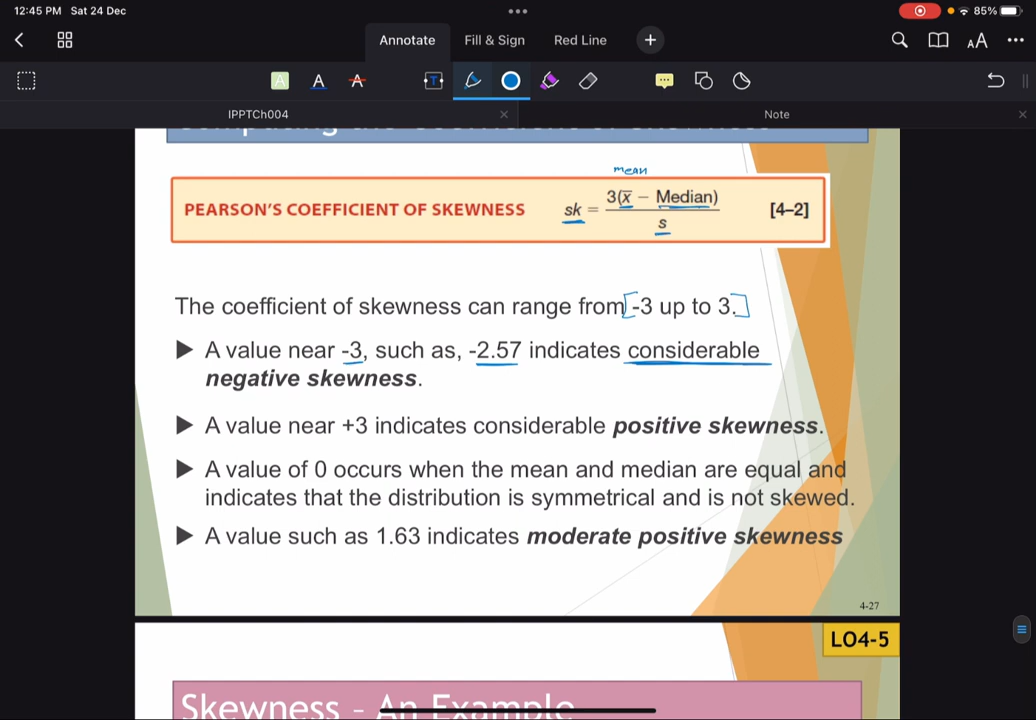 12:45 PM Sat 24 Dec
85%
Annotate
Fill & Sign
Red Line
IPPTCh004
Note
mean
PEARSON'S COEFFICIENT OF SKEWNESS sk = 3(x̅ − Median) / s [4–2]
The coefficient of skewness can range from [-3 up to 3.]
A value near -3, such as, -2.57 indicates considerable
negative skewness.
A value near +3 indicates considerable positive skewness.
A value of 0 occurs when the mean and median are equal and
indicates that the distribution is symmetrical and is not skewed.
A value such as 1.63 indicates moderate positive skewness
4-27
LO4-5
Skewness - An Example